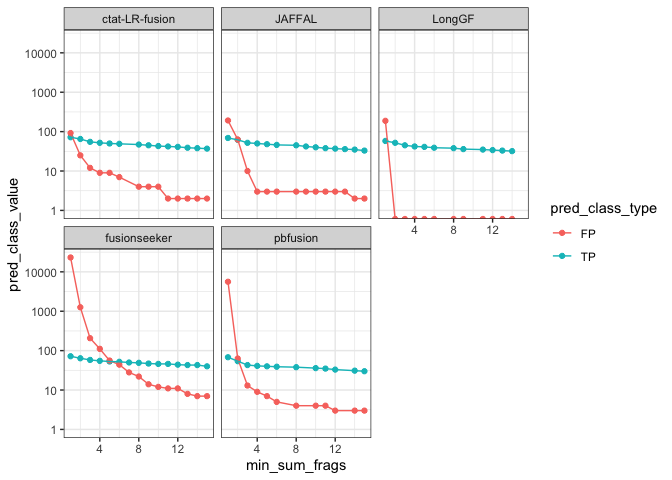 ctat-LR-fusion JAFFAL LongGF
10000
1000
100
10
1
4 8 12
fusionseeker pbfusion
10000
1000
100
10
1
4 8 12 4 8 12
min_sum_frags
pred_class_value
pred_class_type
FP
TP